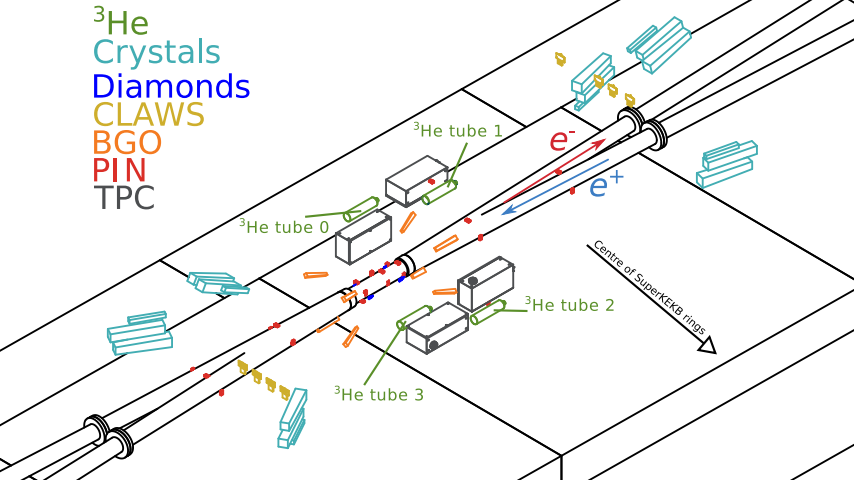 ³He
Crystals
Diamonds
CLAWS
BGO
PIN
TPC
³He tube 1
e⁻
e⁺
³He tube 0
Centre of SuperKEKB rings
³He tube 2
³He tube 3